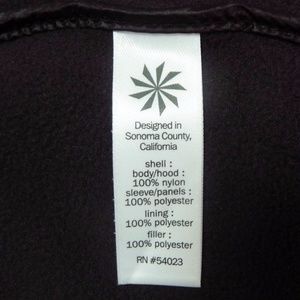 Designed in
Sonoma County,
California
shell :
body/hood :
100% nylon
sleeve/panels :
100% polyester
lining :
100% polyester
filler :
100% polyester
RN #54023